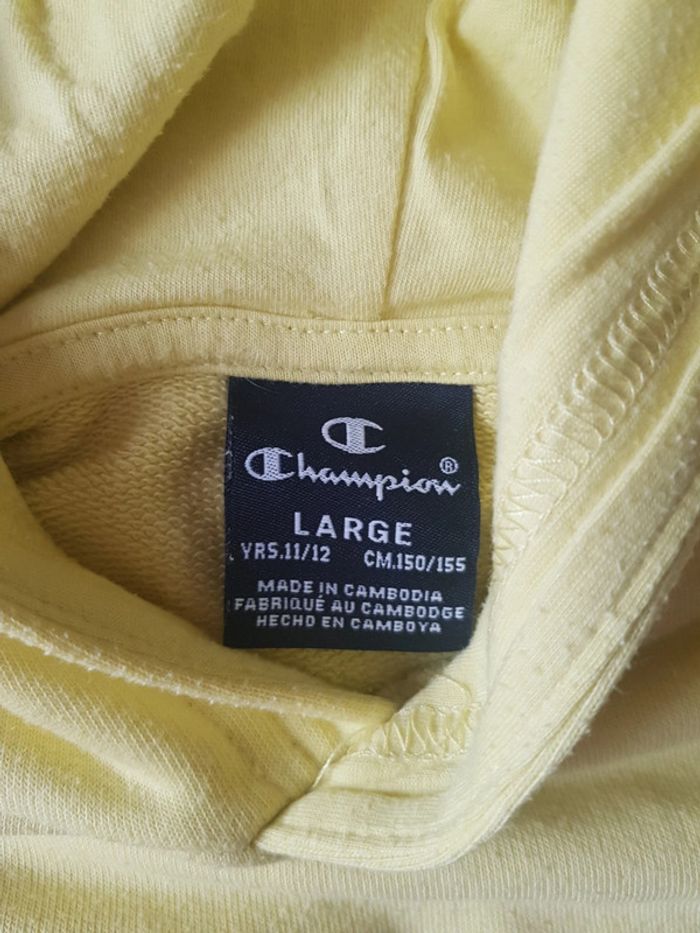 Champion®
LARGE
YRS.11/12 CM.150/155
MADE IN CAMBODIA
FABRIQUÉ AU CAMBODGE
HECHO EN CAMBOYA